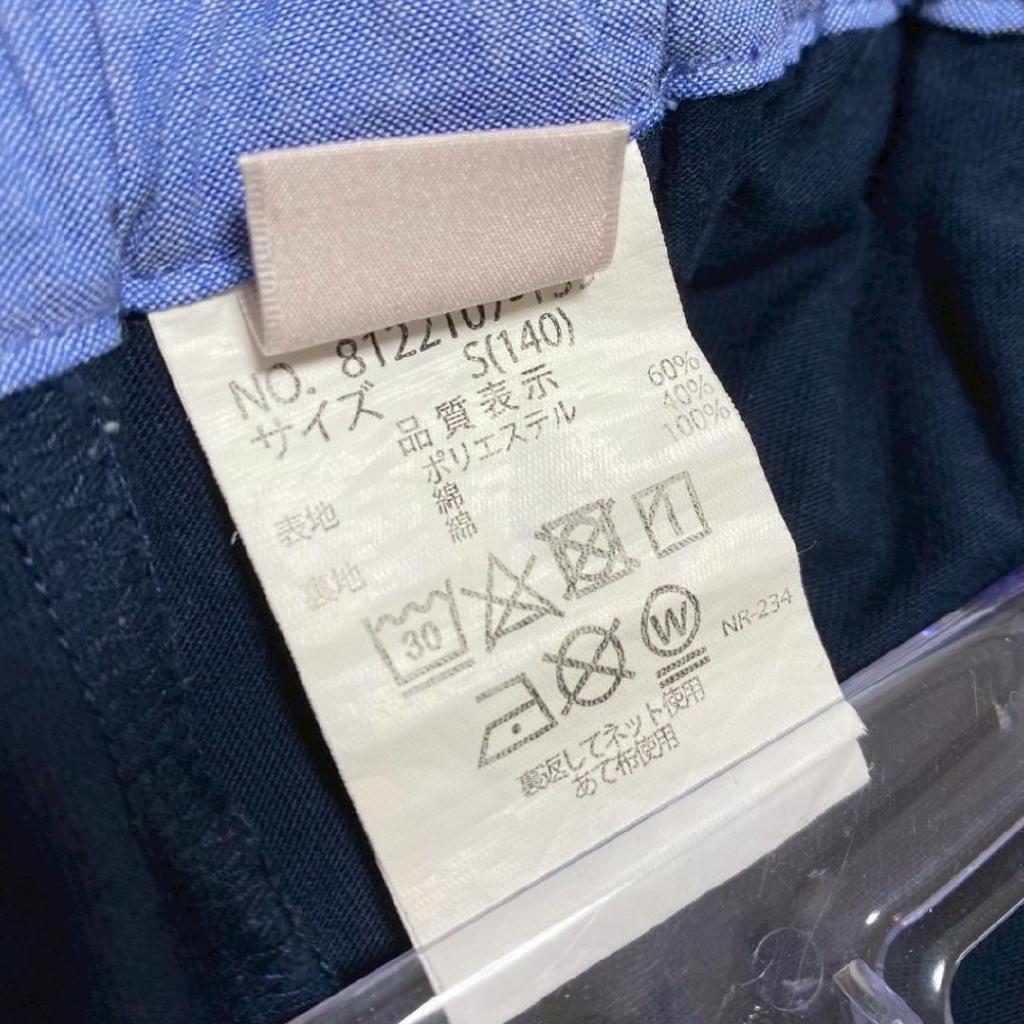 NO. 8122107-
サイズ S(140)
品質表示
表地 ポリエステル 60%
綿 40%
裏地 綿 100%
30
W
NR-234
裏返してネット使用
あて布使用